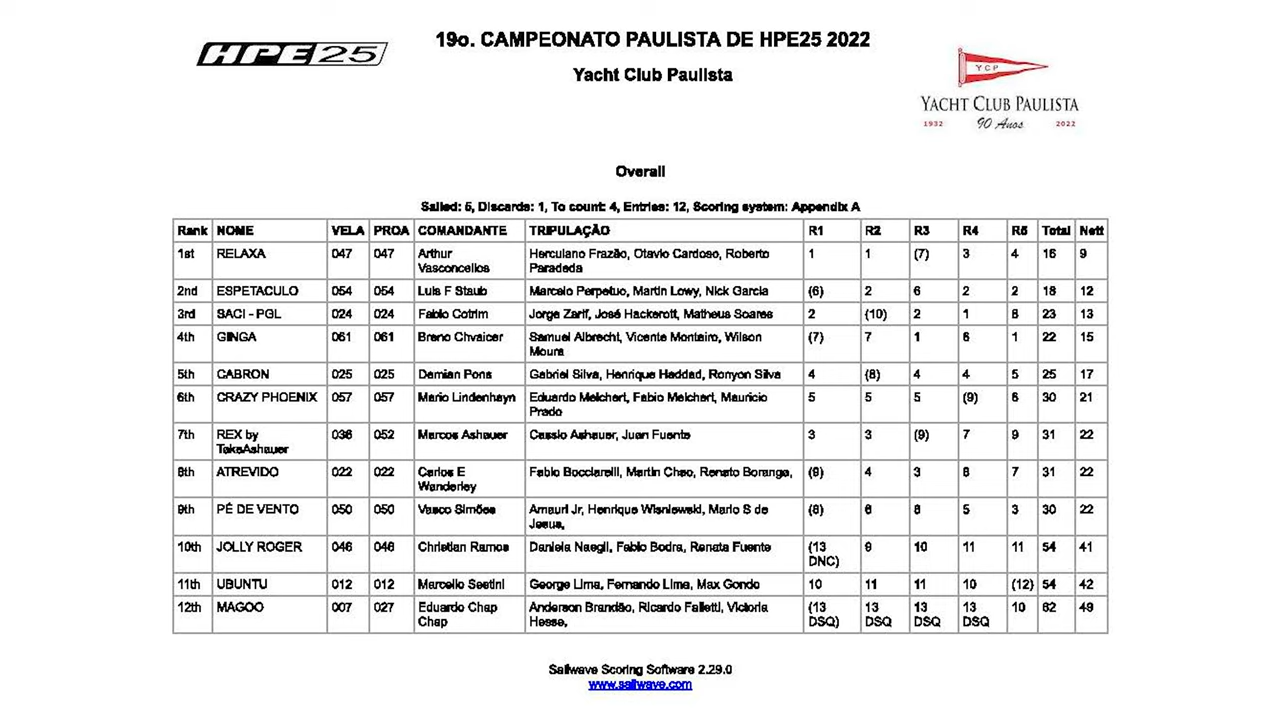 HPE25
19o. CAMPEONATO PAULISTA DE HPE25 2022
Yacht Club Paulista
YCP
YACHT CLUB PAULISTA
1932 90 Anos 2022
Overall
Sailed: 5, Discards: 1, To count: 4, Entries: 12, Scoring system: Appendix A
Rank NOME VELA PROA COMANDANTE TRIPULAÇÃO R1 R2 R3 R4 R5 Total Nett
1st RELAXA 047 047 Arthur Vasconcellos Herculano Frazão, Otavio Cardoso, Roberto Paradeda 1 1 (7) 3 4 16 9
2nd ESPETACULO 054 054 Luis F Staub Marcelo Perpetuo, Martin Lowy, Nick Garcia (6) 2 6 2 2 18 12
3rd SACI - PGL 024 024 Fabio Cotrim Jorge Zarif, José Hackerott, Matheus Soares 2 (10) 2 1 8 23 13
4th GINGA 061 061 Breno Chvaicer Samuel Albrecht, Vicente Monteiro, Wilson Moura (7) 7 1 6 1 22 15
5th CABRON 025 025 Damian Pons Gabriel Silva, Henrique Haddad, Ronyon Silva 4 (8) 4 4 5 25 17
6th CRAZY PHOENIX 057 057 Mario Lindenhayn Eduardo Melchert, Fabio Melchert, Mauricio Prado 5 5 5 (9) 6 30 21
7th REX by TakeAshauer 036 052 Marcos Ashauer Cassio Ashauer, Juan Fuente 3 3 (9) 7 9 31 22
8th ATREVIDO 022 022 Carlos E Wanderley Fabio Bocciarelli, Martin Chao, Renato Boranga, (9) 4 3 8 7 31 22
9th PÉ DE VENTO 050 050 Vasco Simões Amauri Jr, Henrique Wisniewski, Mario S de Jesus, (8) 6 8 5 3 30 22
10th JOLLY ROGER 046 046 Christian Ramos Daniela Naegli, Fabio Bodra, Renata Fuente (13 DNC) 9 10 11 11 54 41
11th UBUNTU 012 012 Marcello Sestini George Lima, Fernando Lima, Max Gondo 10 11 11 10 (12) 54 42
12th MAGOO 007 027 Eduardo Chap Chap Anderson Brandão, Ricardo Falletti, Victoria Hesse, (13 DSQ) 13 DSQ 13 DSQ 13 DSQ 10 62 49
Sailwave Scoring Software 2.29.0
www.sailwave.com